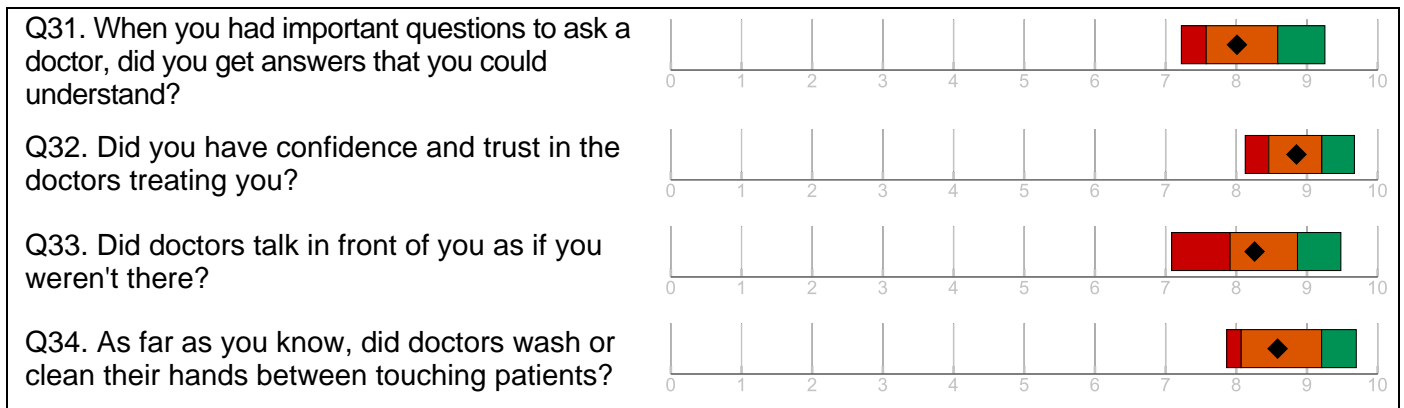 Q31. When you had important questions to ask a
doctor, did you get answers that you could
understand?
0 1 2 3 4 5 6 7 8 9 10
Q32. Did you have confidence and trust in the
doctors treating you?
0 1 2 3 4 5 6 7 8 9 10
Q33. Did doctors talk in front of you as if you
weren't there?
0 1 2 3 4 5 6 7 8 9 10
Q34. As far as you know, did doctors wash or
clean their hands between touching patients?
0 1 2 3 4 5 6 7 8 9 10